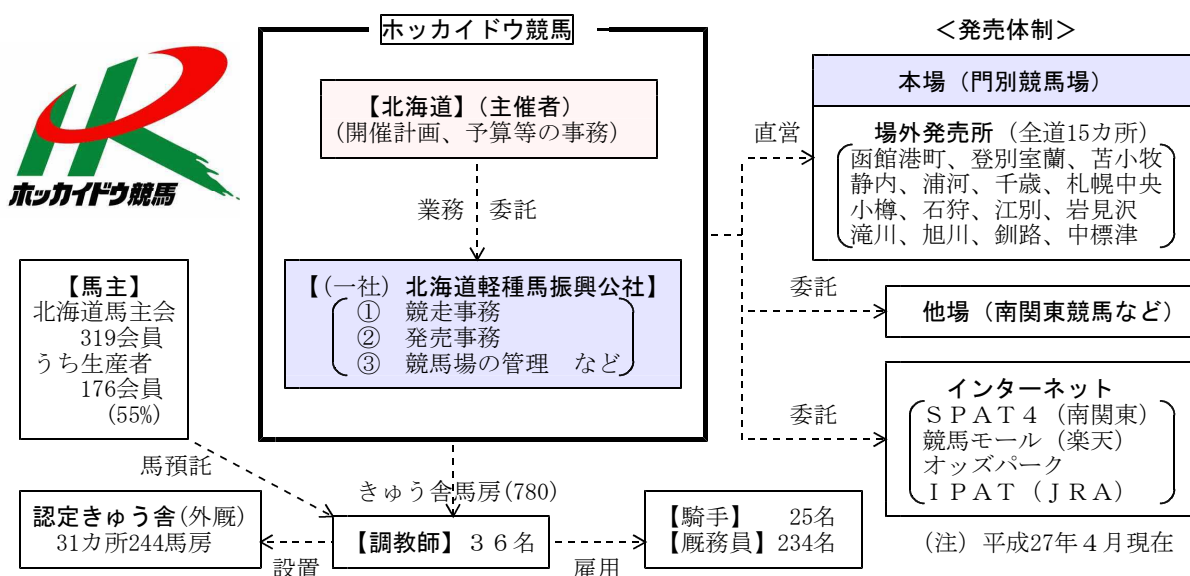 ホッカイドウ競馬
ホッカイドウ競馬
【北海道】(主催者)
(開催計画、予算等の事務)
業務 委託
【(一社) 北海道軽種馬振興公社】
① 競走事務
② 発売事務
③ 競馬場の管理 など
<発売体制>
本場（門別競馬場）
直営
場外発売所（全道15カ所）
函館港町、登別室蘭、苫小牧
静内、浦河、千歳、札幌中央
小樽、石狩、江別、岩見沢
滝川、旭川、釧路、中標津
委託
他場（南関東競馬など）
委託
インターネット
ＳＰＡＴ４（南関東）
競馬モール（楽天）
オッズパーク
ＩＰＡＴ（ＪＲＡ）
【馬主】
北海道馬主会
319会員
うち生産者
176会員
(55%)
馬預託
きゅう舎馬房(780)
認定きゅう舎(外厩)
31カ所244馬房
設置
【調教師】３６名
雇用
【騎手】 25名
【厩務員】234名
（注）平成27年４月現在